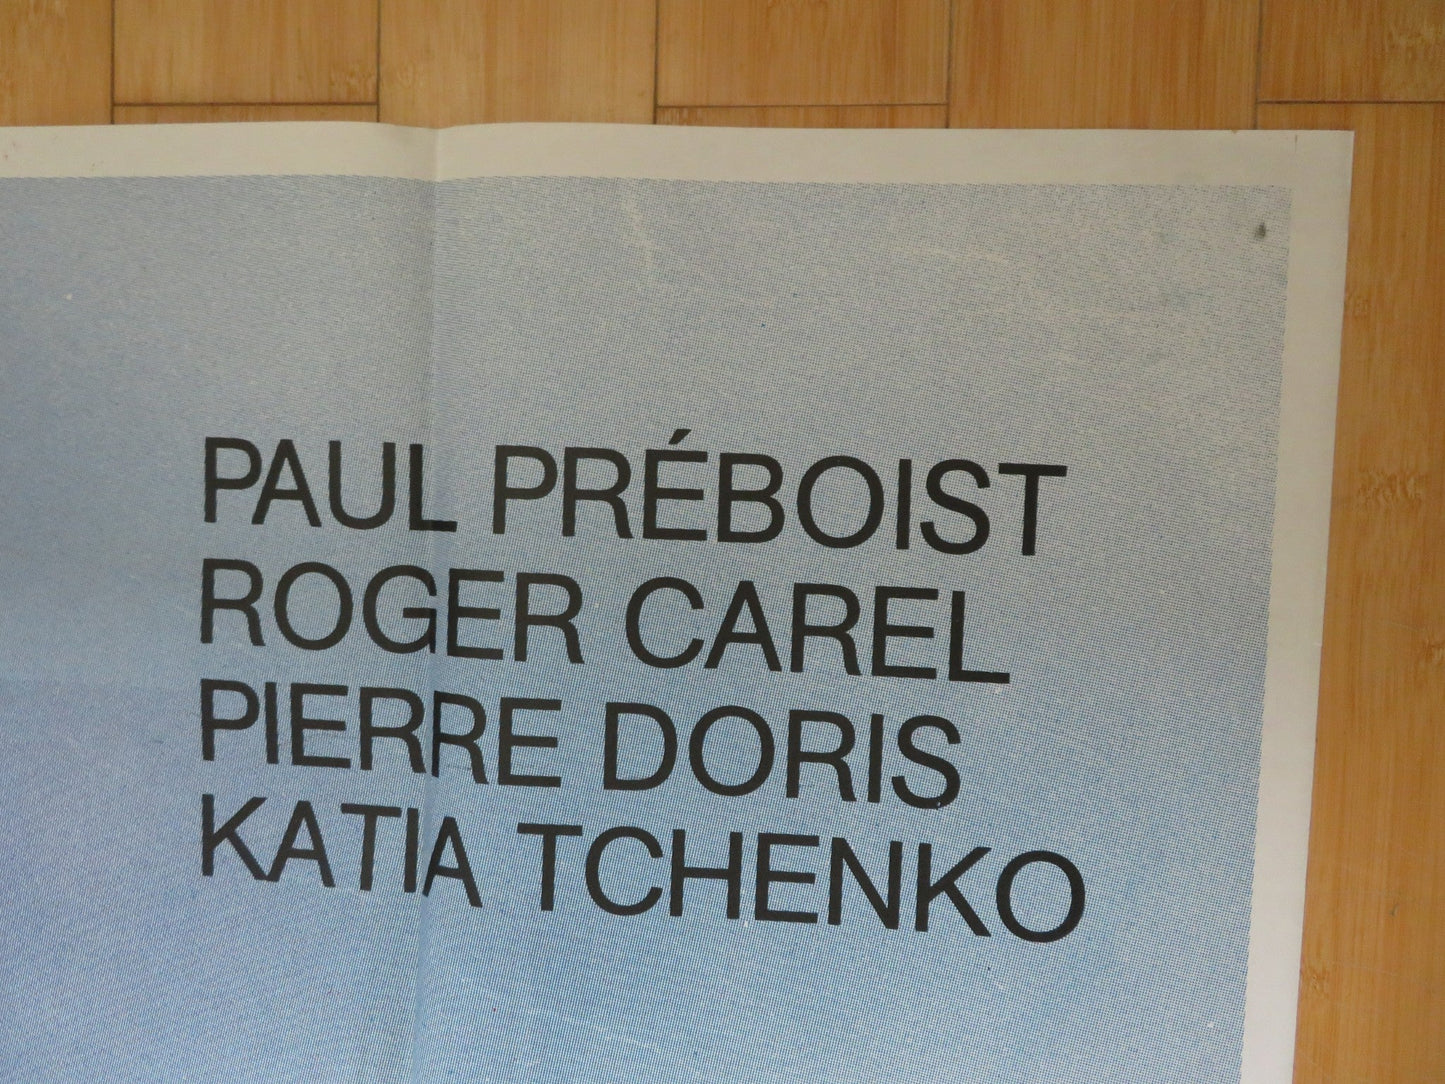 PAUL PRÉBOIST
ROGER CAREL
PIERRE DORIS
KATIA TCHENKO